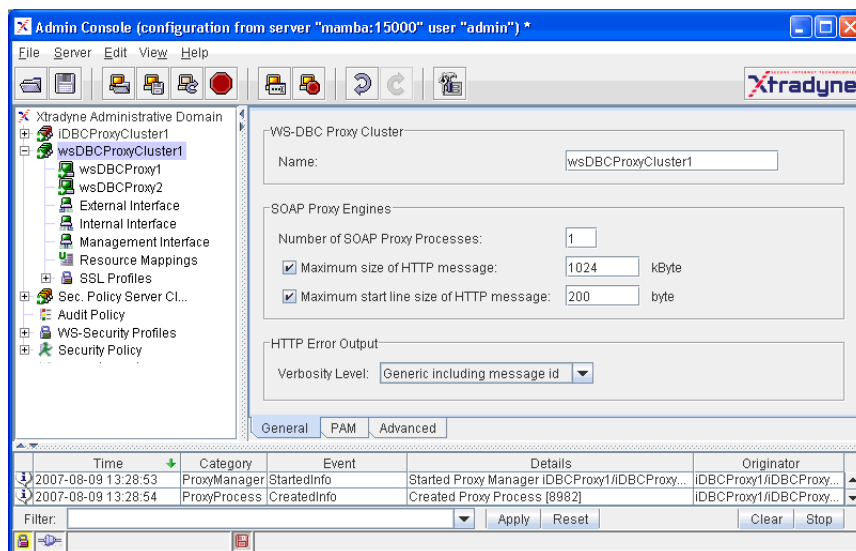 Admin Console (configuration from server "mamba:15000" user "admin") *
File Server Edit View Help
SECURE INTERNET TECHNOLOGIES
Xtradyne
Xtradyne Administrative Domain
iDBCProxyCluster1
wsDBCProxyCluster1
wsDBCProxy1
wsDBCProxy2
External Interface
Internal Interface
Management Interface
Resource Mappings
SSL Profiles
Sec. Policy Server Cl...
Audit Policy
WS-Security Profiles
Security Policy
WS-DBC Proxy Cluster
Name: wsDBCProxyCluster1
SOAP Proxy Engines
Number of SOAP Proxy Processes: 1
Maximum size of HTTP message: 1024 kByte
Maximum start line size of HTTP message: 200 byte
HTTP Error Output
Verbosity Level: Generic including message id
General PAM Advanced
Time Category Event Details Originator
2007-08-09 13:28:53 ProxyManager StartedInfo Started Proxy Manager iDBCProxy1/iDBCProxy... iDBCProxy1/iDBCProxy...
2007-08-09 13:28:54 ProxyProcess CreatedInfo Created Proxy Process [8982] iDBCProxy1/iDBCProxy...
Filter: Apply Reset Clear Stop